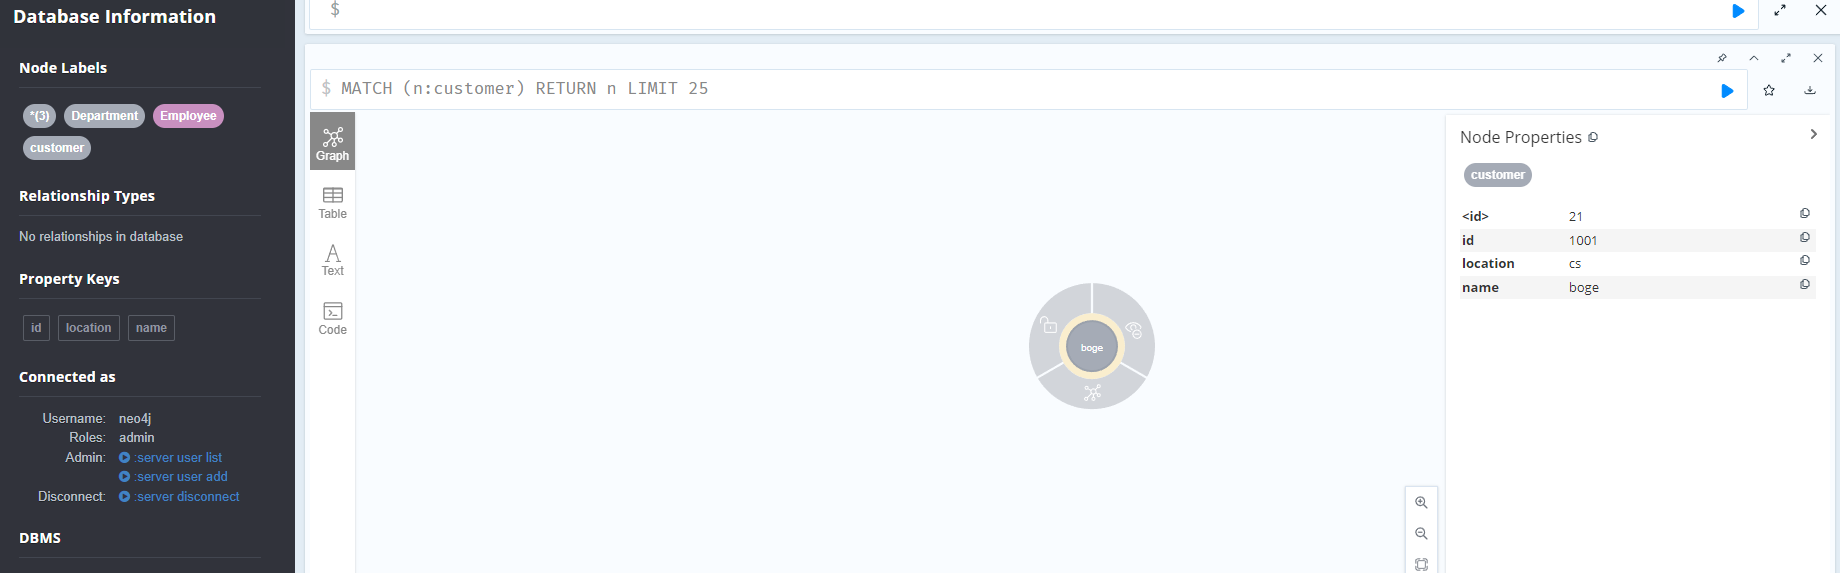 Database Information
Node Labels
*(3) Department Employee
customer
Relationship Types
No relationships in database
Property Keys
id location name
Connected as
Username: neo4j
Roles: admin
Admin: :server user list
:server user add
Disconnect: :server disconnect
DBMS
$
$ MATCH (n:customer) RETURN n LIMIT 25
Graph
Table
A
Text
Code
boge
Node Properties
customer
<id> 21
id 1001
location cs
name boge